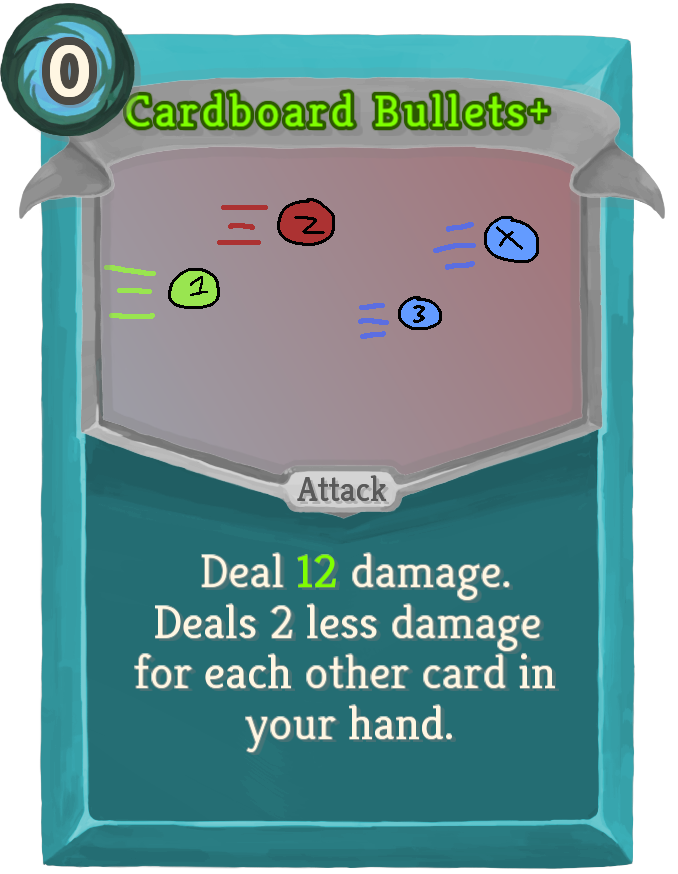 0
Cardboard Bullets+
2
X
1
3
Attack
Deal 12 damage.
Deals 2 less damage
for each other card in
your hand.